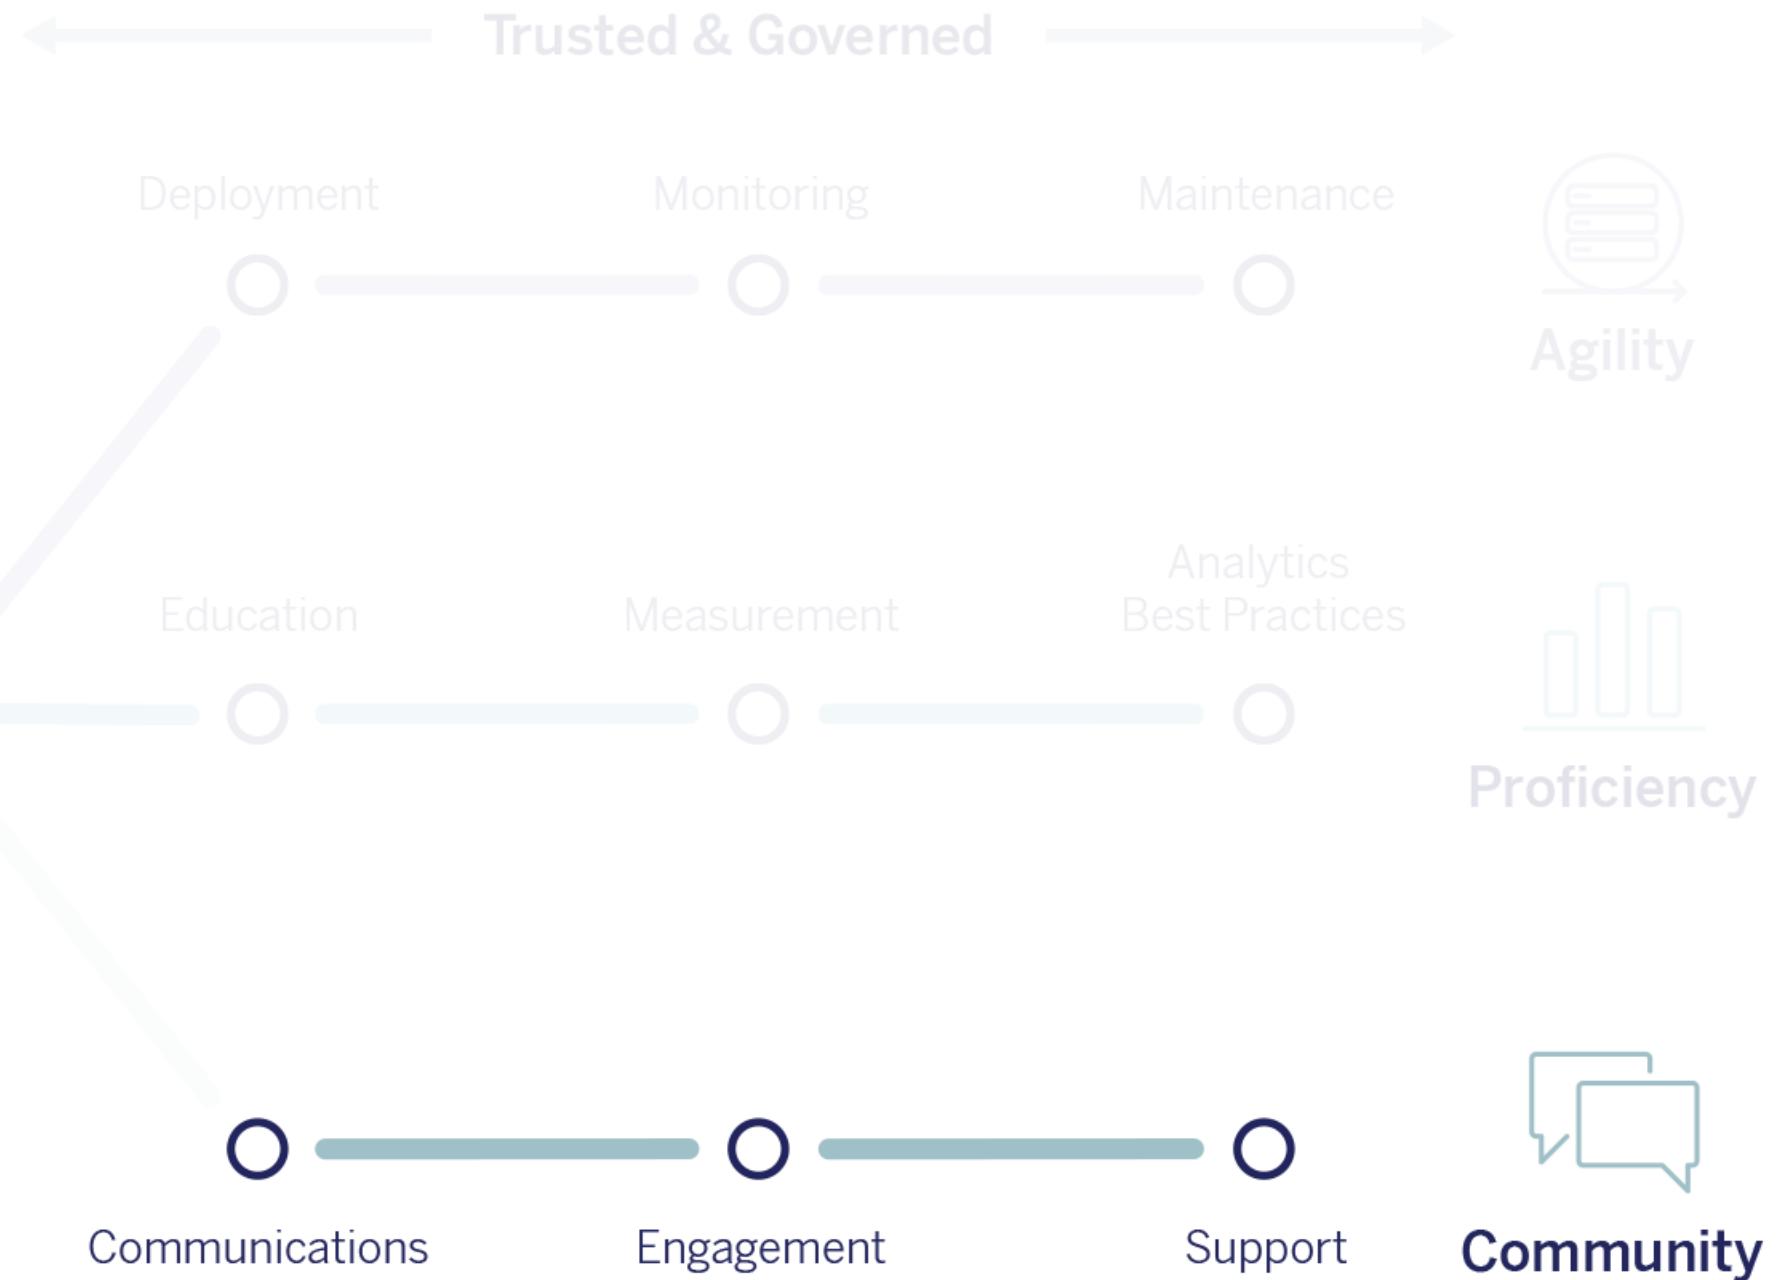 Trusted & Governed
Deployment
Monitoring
Maintenance
Agility
Education
Measurement
Analytics
Best Practices
Proficiency
Communications
Engagement
Support
Community